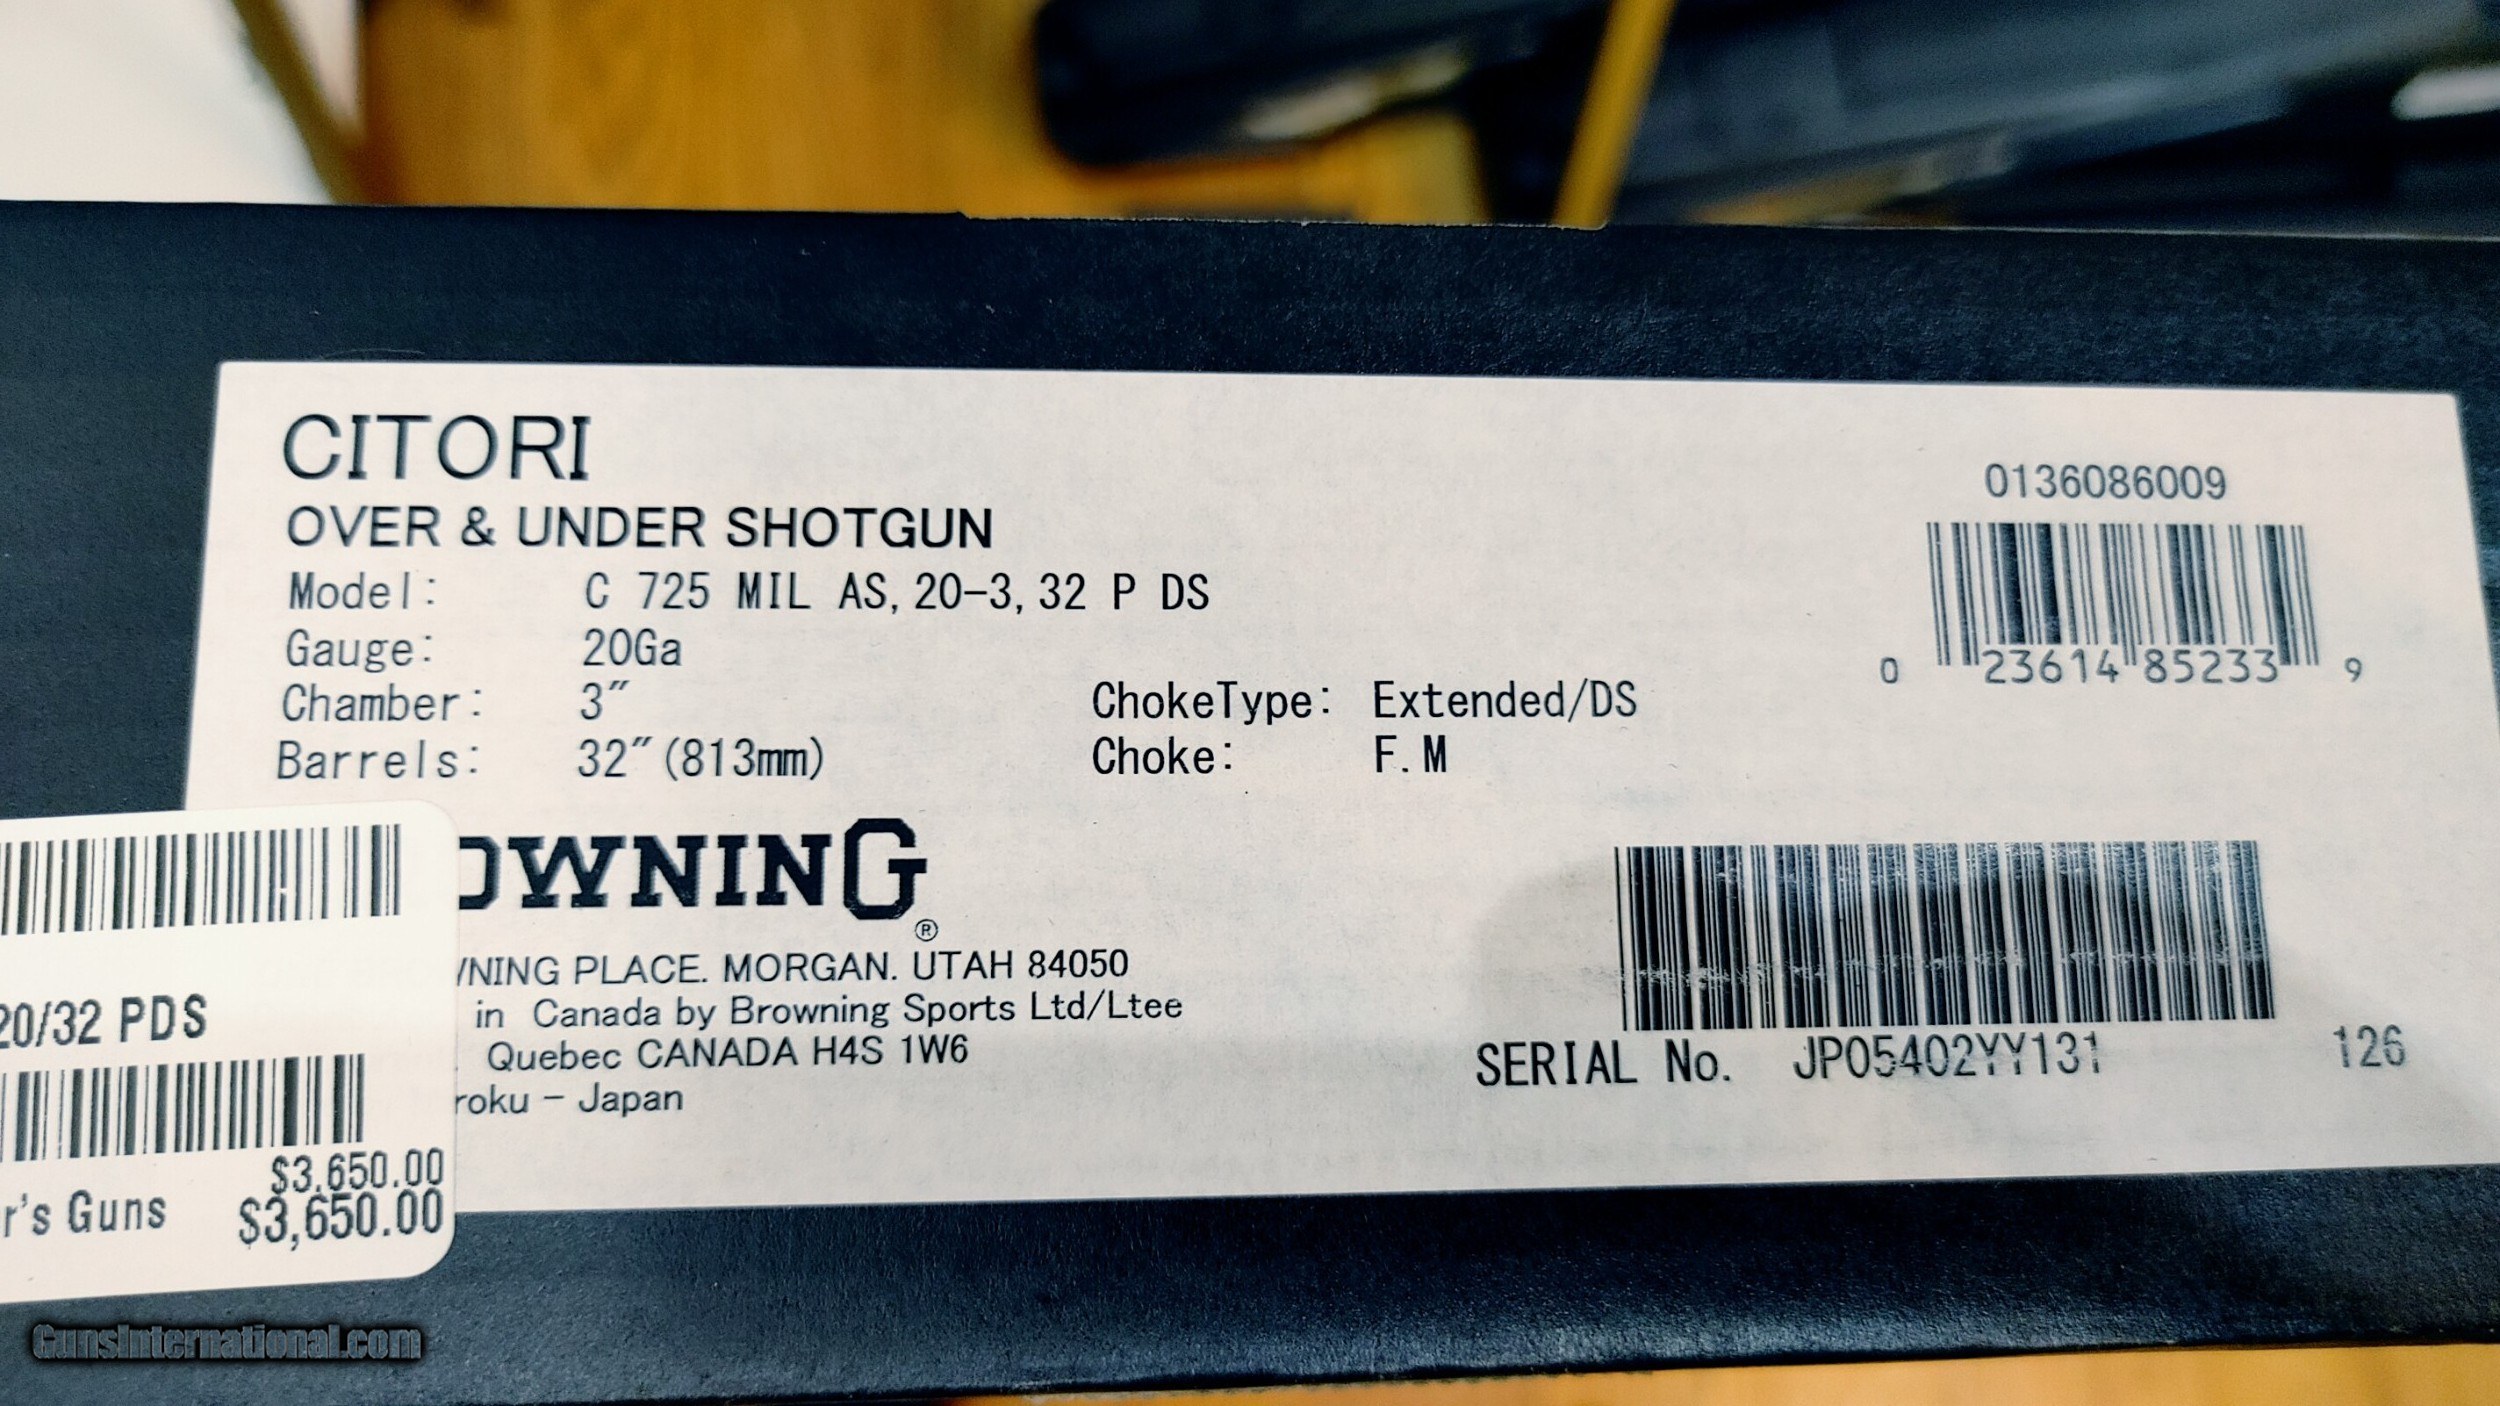 CITORI
OVER & UNDER SHOTGUN
Model: C 725 MIL AS, 20-3, 32 P DS
Gauge: 20Ga
Chamber: 3"
Barrels: 32" (813mm)
ChokeType: Extended/DS
Choke: F. M
0136086009
0 23614 85233 9
OWNING
®
NING PLACE. MORGAN. UTAH 84050
in Canada by Browning Sports Ltd/Ltee
Quebec CANADA H4S 1W6
roku - Japan
SERIAL No. JP05402YY131 126
20/32 PDS
$3,650.00
r's Guns $3,650.00
GunsInternational.com